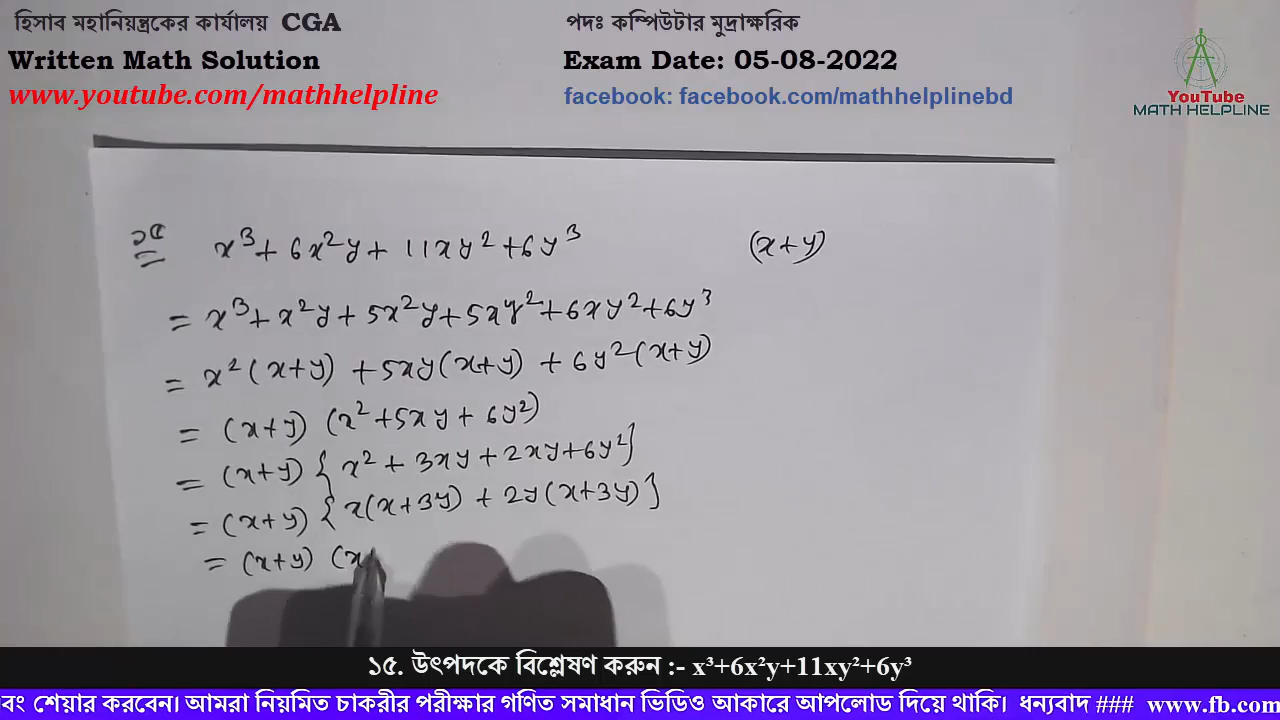 হিসাব মহানিয়ন্ত্রকের কার্যালয় CGA
পদঃ কম্পিউটার মুদ্রাক্ষরিক
Written Math Solution
Exam Date: 05-08-2022
www.youtube.com/mathhelpline
facebook: facebook.com/mathhelplinebd
YouTube
MATH HELPLINE
১৫ x³+ 6x²y + 11xy² +6y³ (x+y)
= x³+ x²y + 5x²y+5xy²+6xy²+6y³
= x²(x+y) +5xy(x+y) + 6y²(x+y)
= (x+y) (x²+5xy+ 6y²)
= (x+y) { x² + 3xy+2xy+6y²}
= (x+y) { x(x+3y) + 2y(x+3y)}
= (x+y) (x+
১৫. উৎপদকে বিশ্লেষণ করুন :- x³+6x²y+11xy²+6y³
বং শেয়ার করবেন। আমরা নিয়মিত চাকরীর পরীক্ষার গণিত সমাধান ভিডিও আকারে আপলোড দিয়ে থাকি। ধন্যবাদ ### www.fb.com